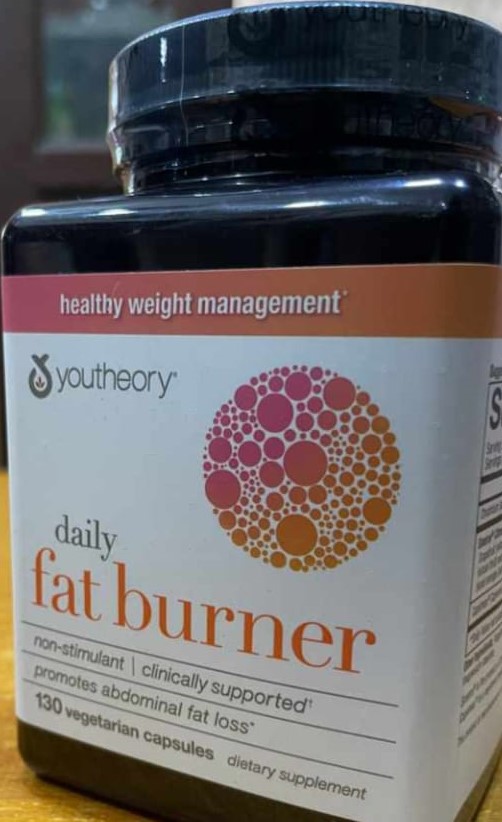 youtheory
healthy weight management*
youtheory®
daily
fat burner
non-stimulant | clinically supported†
promotes abdominal fat loss*
130 vegetarian capsules dietary supplement